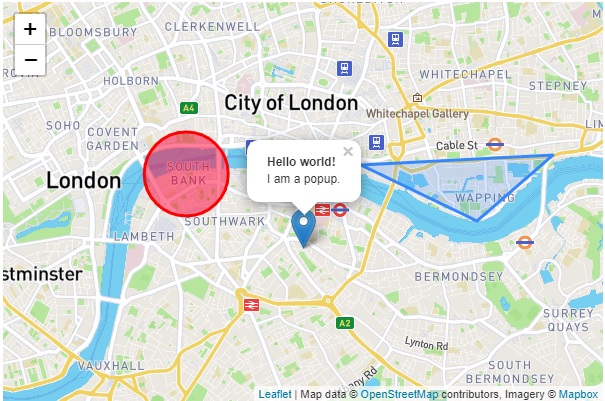 +
−
BLOOMSBURY
CLERKENWELL
HOLBORN
WHITECHAPEL
STEPNEY
A4
City of London
Whitechapel Gallery
SOHO
COVENT
GARDEN
Cable St
Hello world!
I am a popup.
×
SOUTH
BANK
London
WAPPING
SOUTHWARK
LAMBETH
stminster
BERMONDSEY
SURREY
QUAYS
A2
Lynton Rd
VAUXHALL
SOUTH
BERMONDSEY
Leaflet | Map data © OpenStreetMap contributors, Imagery © Mapbox